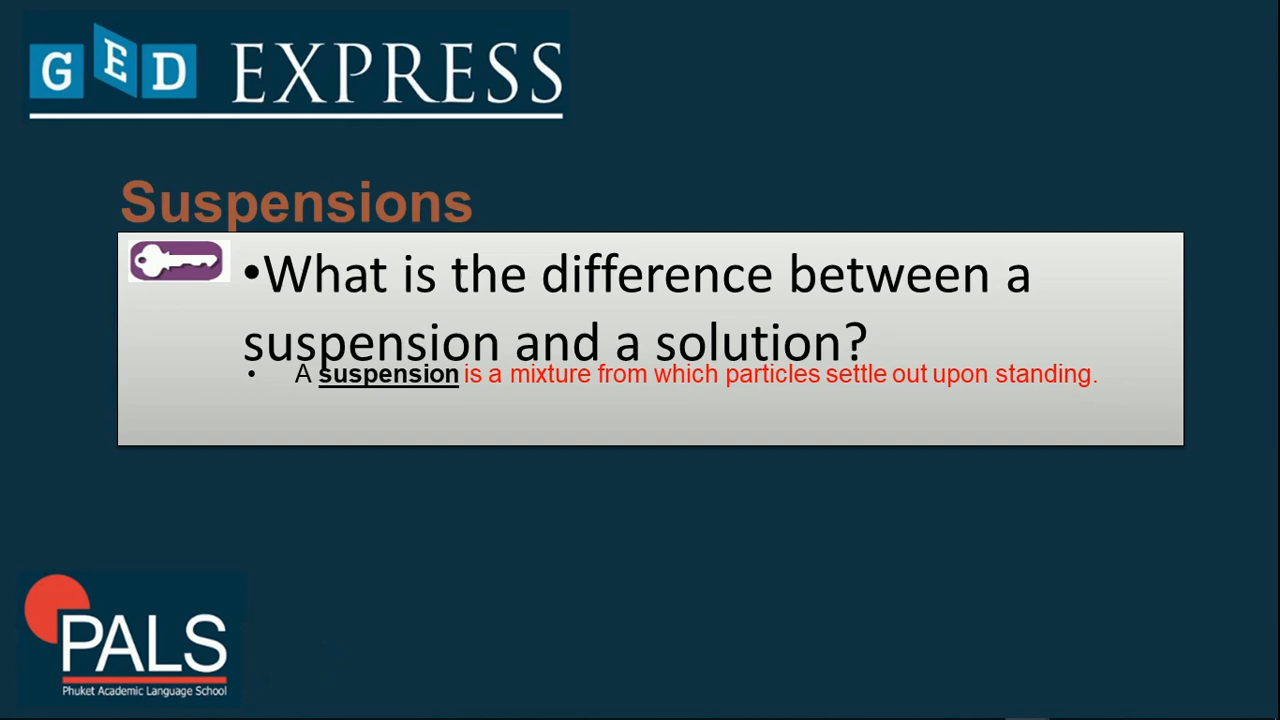 GED EXPRESS
Suspensions
•What is the difference between a
suspension and a solution?
• A suspension is a mixture from which particles settle out upon standing.
PALS
Phuket Academic Language School